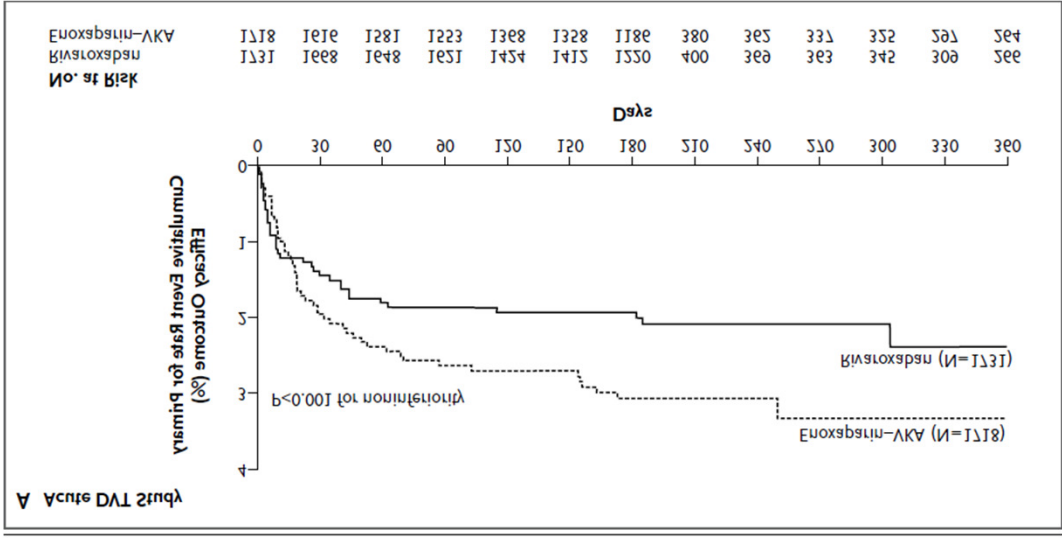 A Acute DVT Study
4
3
2
1
0
Cumulative Event Rate for Primary
Efficacy Outcome (%)
P<0.001 for noninferiority
Enoxaparin–VKA (N=1718)
Rivaroxaban (N=1731)
0 30 60 90 120 150 180 210 240 270 300 330 360
Days
No. at Risk
Rivaroxaban 1731 1668 1648 1621 1424 1412 1220 400 369 363 345 309 266
Enoxaparin–VKA 1718 1616 1581 1553 1368 1358 1186 380 362 337 325 297 264